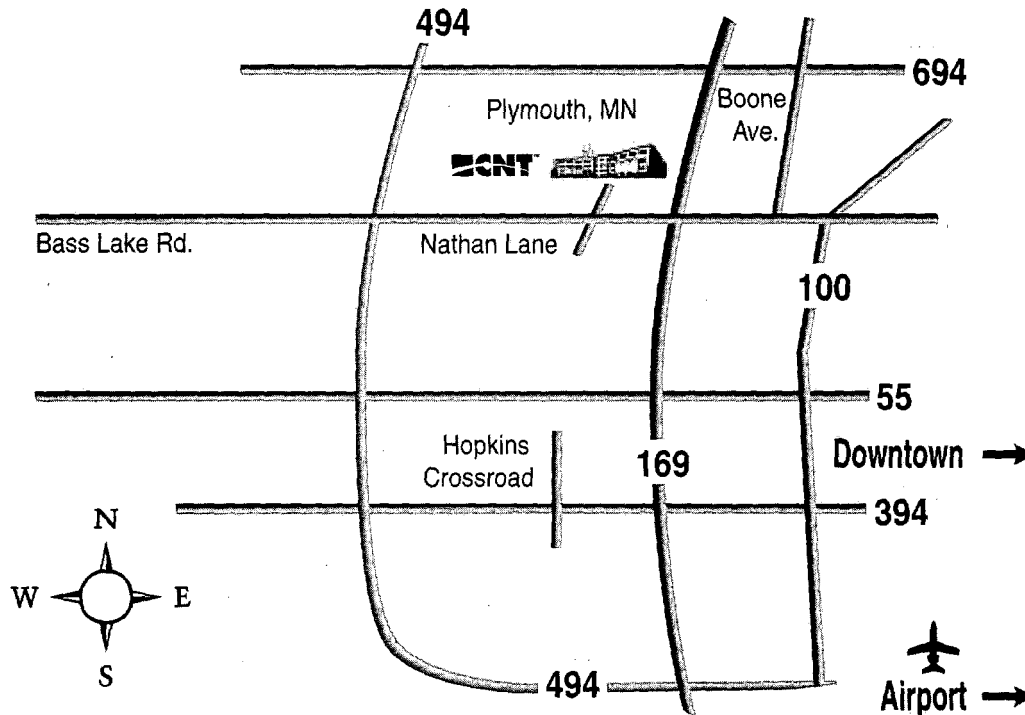 494
694
Boone
Ave.
Plymouth, MN
CNT™
Bass Lake Rd.
Nathan Lane
100
55
Hopkins
Crossroad
169
Downtown
394
N
W
E
S
494
Airport